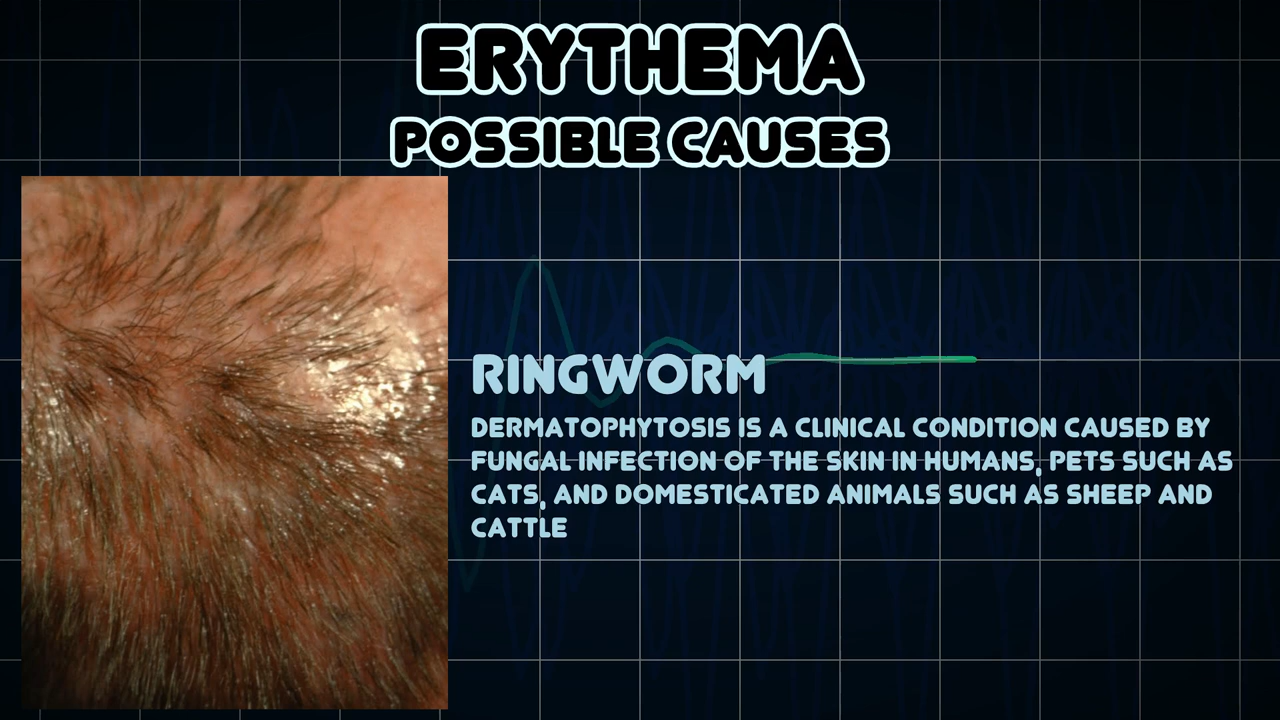 ERYTHEMA
POSSIBLE CAUSES
RINGWORM
DERMATOPHYTOSIS IS A CLINICAL CONDITION CAUSED BY
FUNGAL INFECTION OF THE SKIN IN HUMANS, PETS SUCH AS
CATS, AND DOMESTICATED ANIMALS SUCH AS SHEEP AND
CATTLE